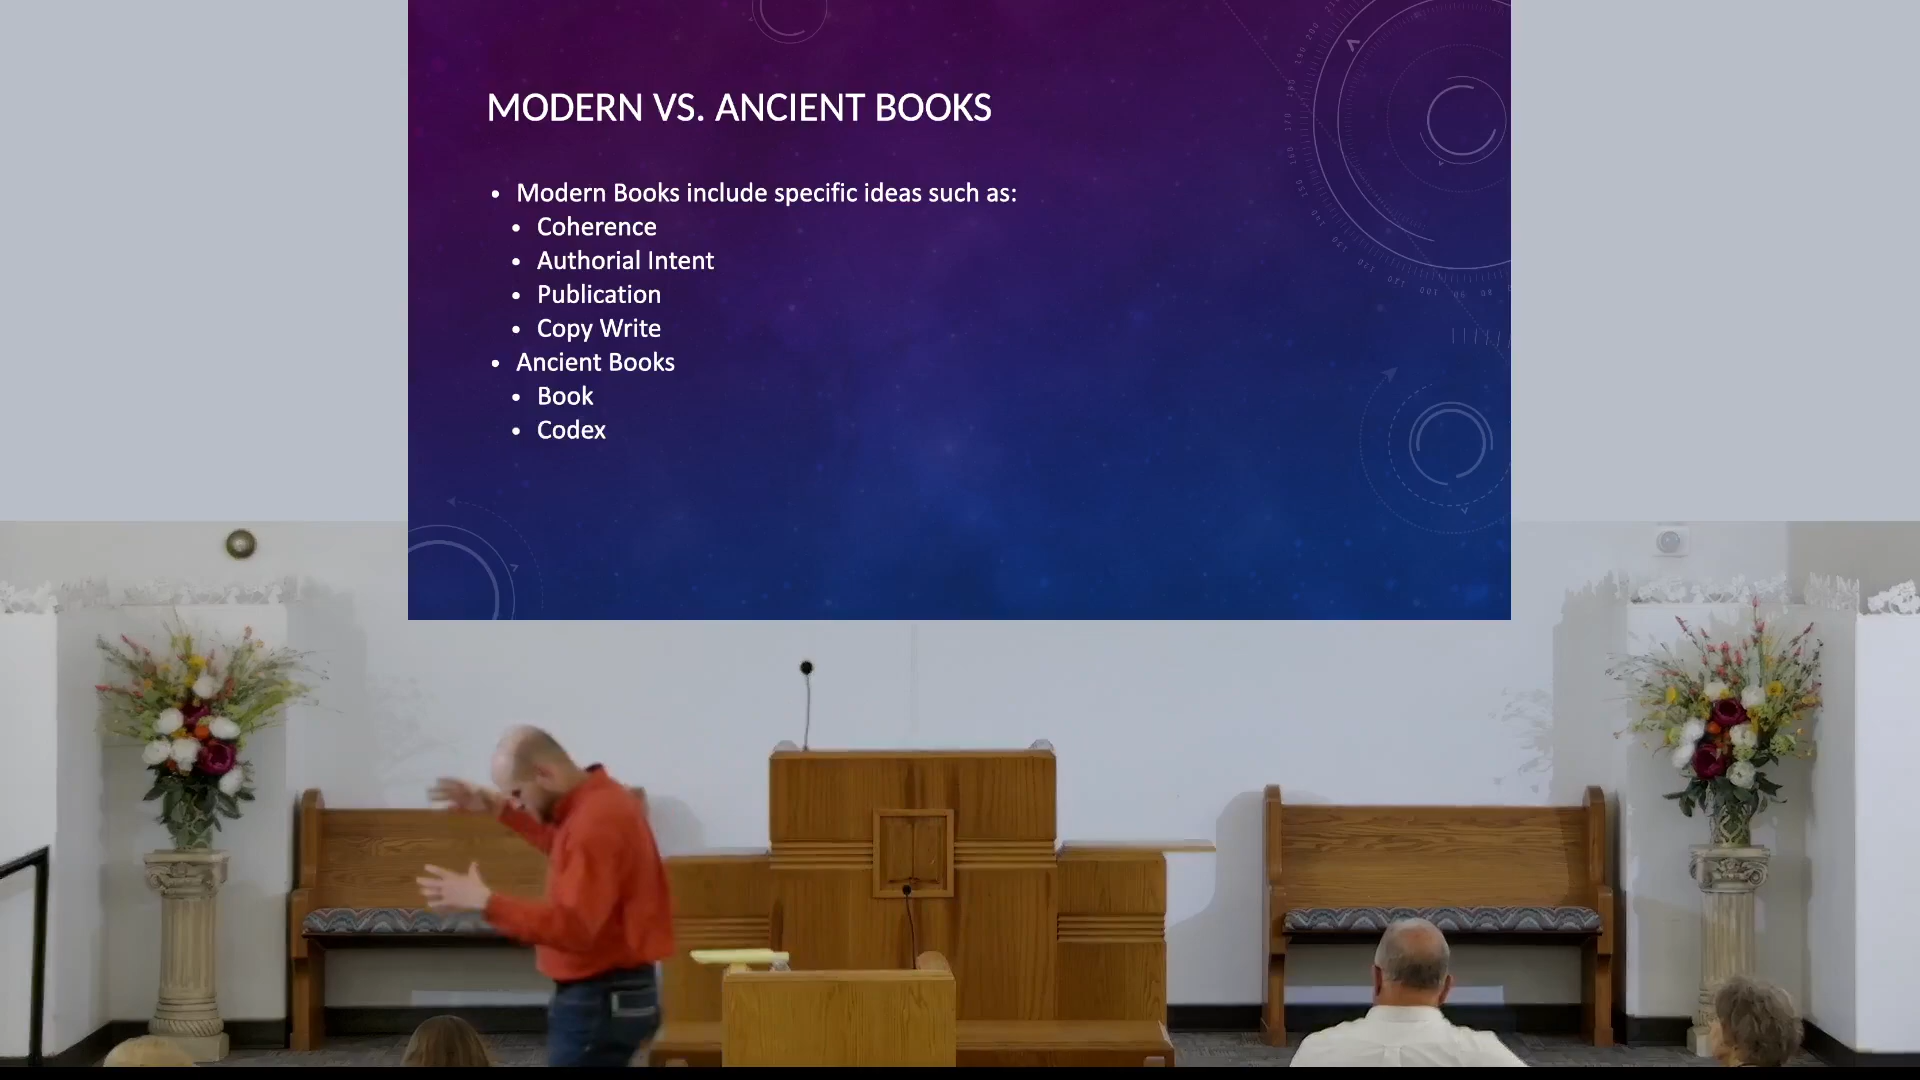 MODERN VS. ANCIENT BOOKS
• Modern Books include specific ideas such as:
• Coherence
• Authorial Intent
• Publication
• Copy Write
• Ancient Books
• Book
• Codex